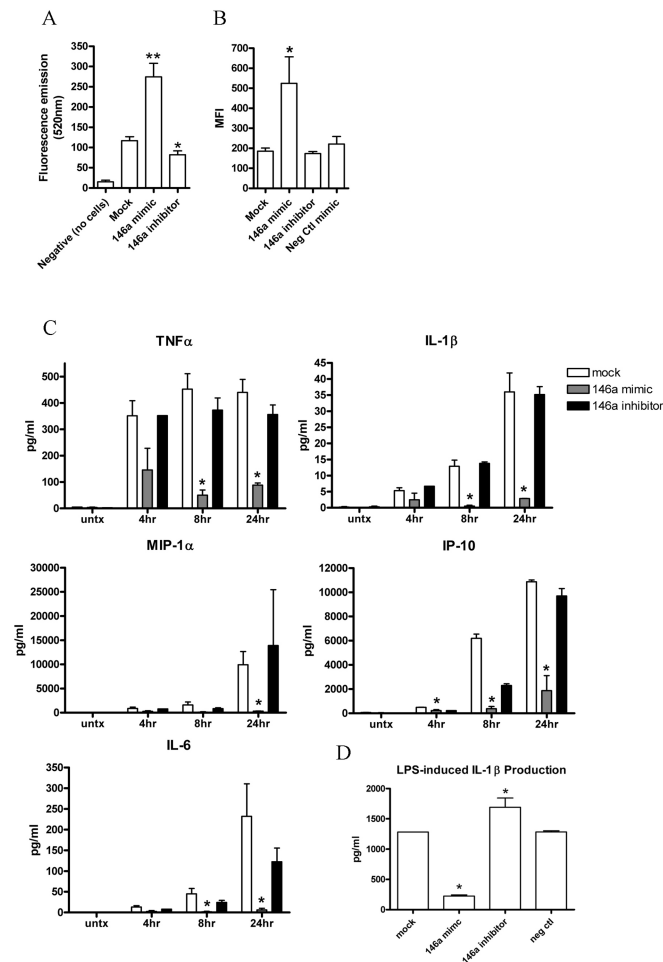 A
Fluorescence emission
(520nm)
350
300
250
200
150
100
50
0
**
*
Negative (no cells)
Mock
146a mimic
146a inhibitor
B
MFI
700
600
500
400
300
200
100
0
*
Mock
146a mimic
146a inhibitor
Neg Ctl mimic
C
TNFα
pg/ml
600
500
400
300
200
100
0
*
*
untx
4hr
8hr
24hr
IL-1β
pg/ml
45
40
35
30
25
20
15
10
5
0
*
*
untx
4hr
8hr
24hr
mock
146a mimic
146a inhibitor
MIP-1α
pg/ml
30000
25000
20000
15000
10000
5000
0
*
untx
4hr
8hr
24hr
IP-10
pg/ml
12000
10000
8000
6000
4000
2000
0
*
*
*
untx
4hr
8hr
24hr
IL-6
pg/ml
350
300
250
200
150
100
50
0
*
*
untx
4hr
8hr
24hr
D
LPS-induced IL-1β Production
pg/ml
2000
1500
1000
500
0
*
*
mock
146a mimc
146a inhibitor
neg ctl